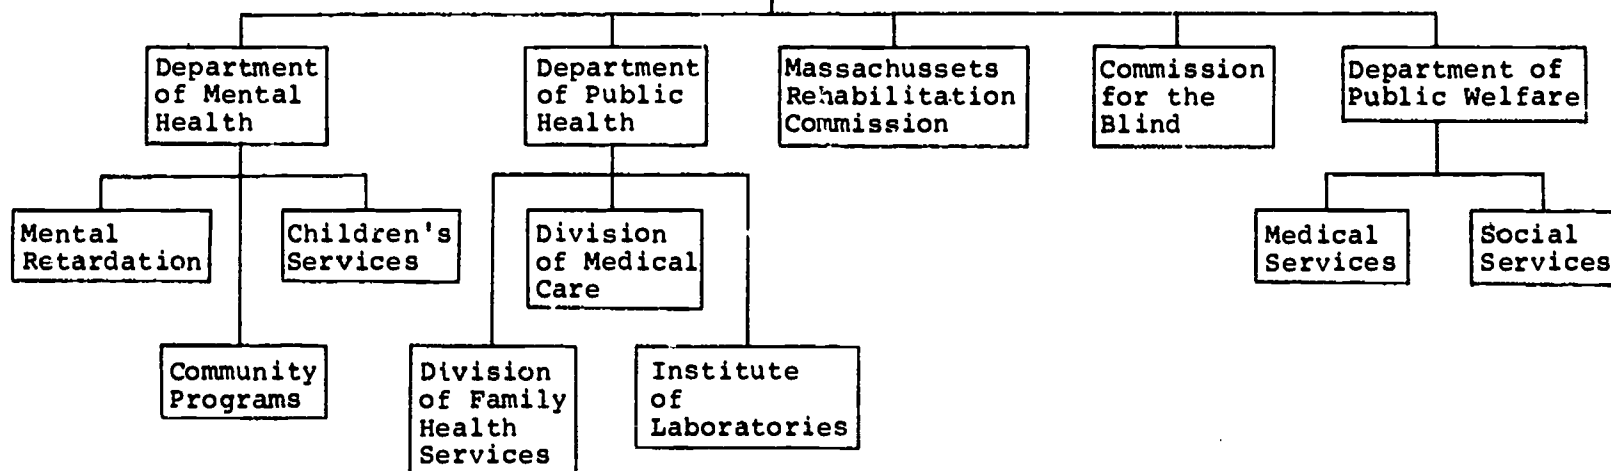 Department
of Mental
Health
Department
of Public
Health
Massachussets
Rehabilitation
Commission
Commission
for the
Blind
Department of
Public Welfare
Mental
Retardation
Children's
Services
Division
of Medical
Care
Medical
Services
Social
Services
Community
Programs
Division
of Family
Health
Services
Institute
of
Laboratories